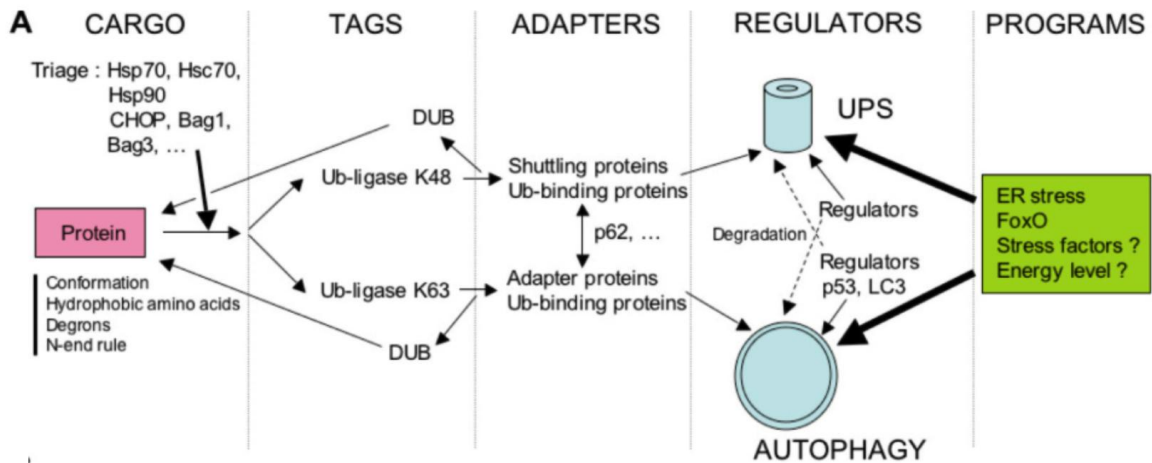 A
CARGO
TAGS
ADAPTERS
REGULATORS
PROGRAMS
Triage : Hsp70, Hsc70,
Hsp90
CHOP, Bag1,
Bag3, ...
Protein
Conformation
Hydrophobic amino acids
Degrons
N-end rule
DUB
Ub-ligase K48
Ub-ligase K63
DUB
Shuttling proteins
Ub-binding proteins
p62, ...
Adapter proteins
Ub-binding proteins
UPS
Regulators
Degradation
Regulators
p53, LC3
AUTOPHAGY
ER stress
FoxO
Stress factors ?
Energy level ?